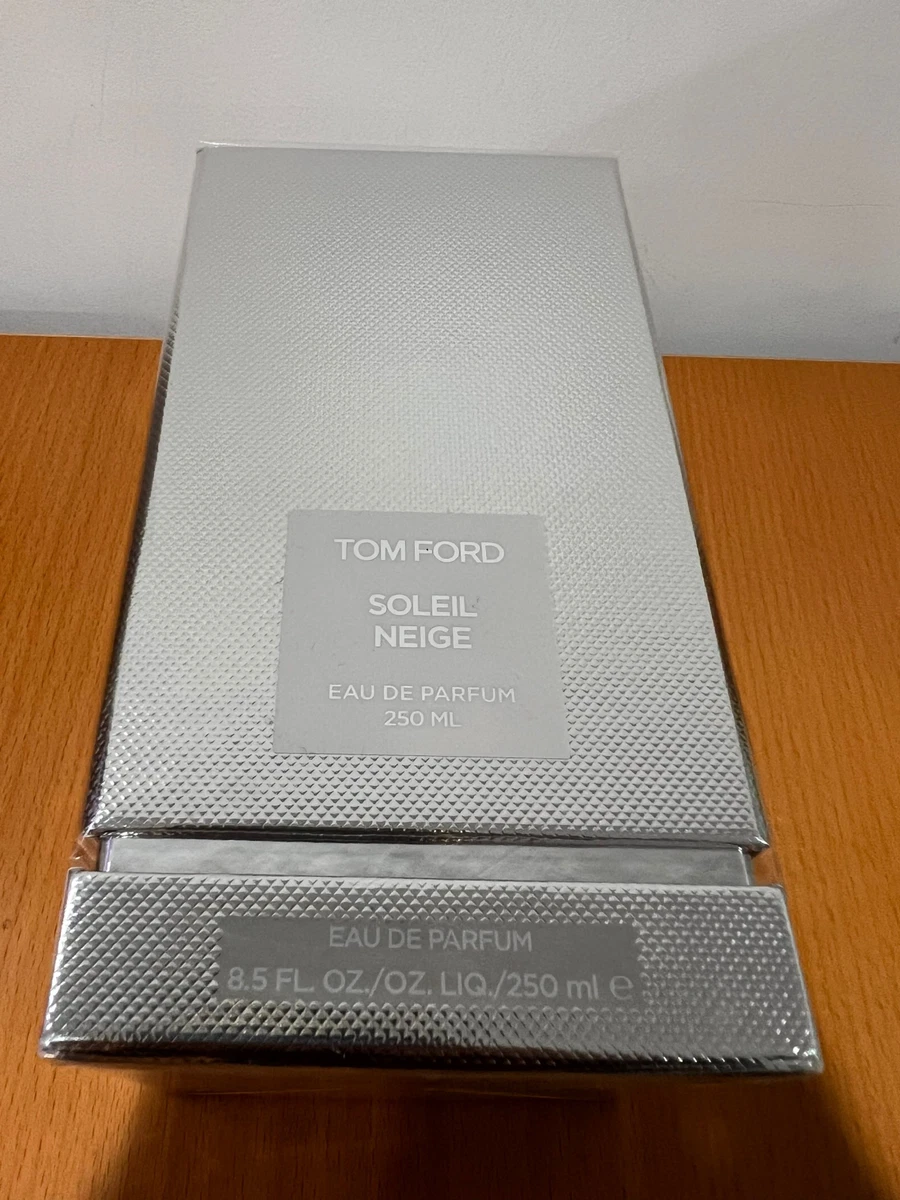 TOM FORD
SOLEIL
NEIGE
EAU DE PARFUM
250 ML
EAU DE PARFUM
8.5 FL. OZ./OZ. LIQ./250 ml ℮